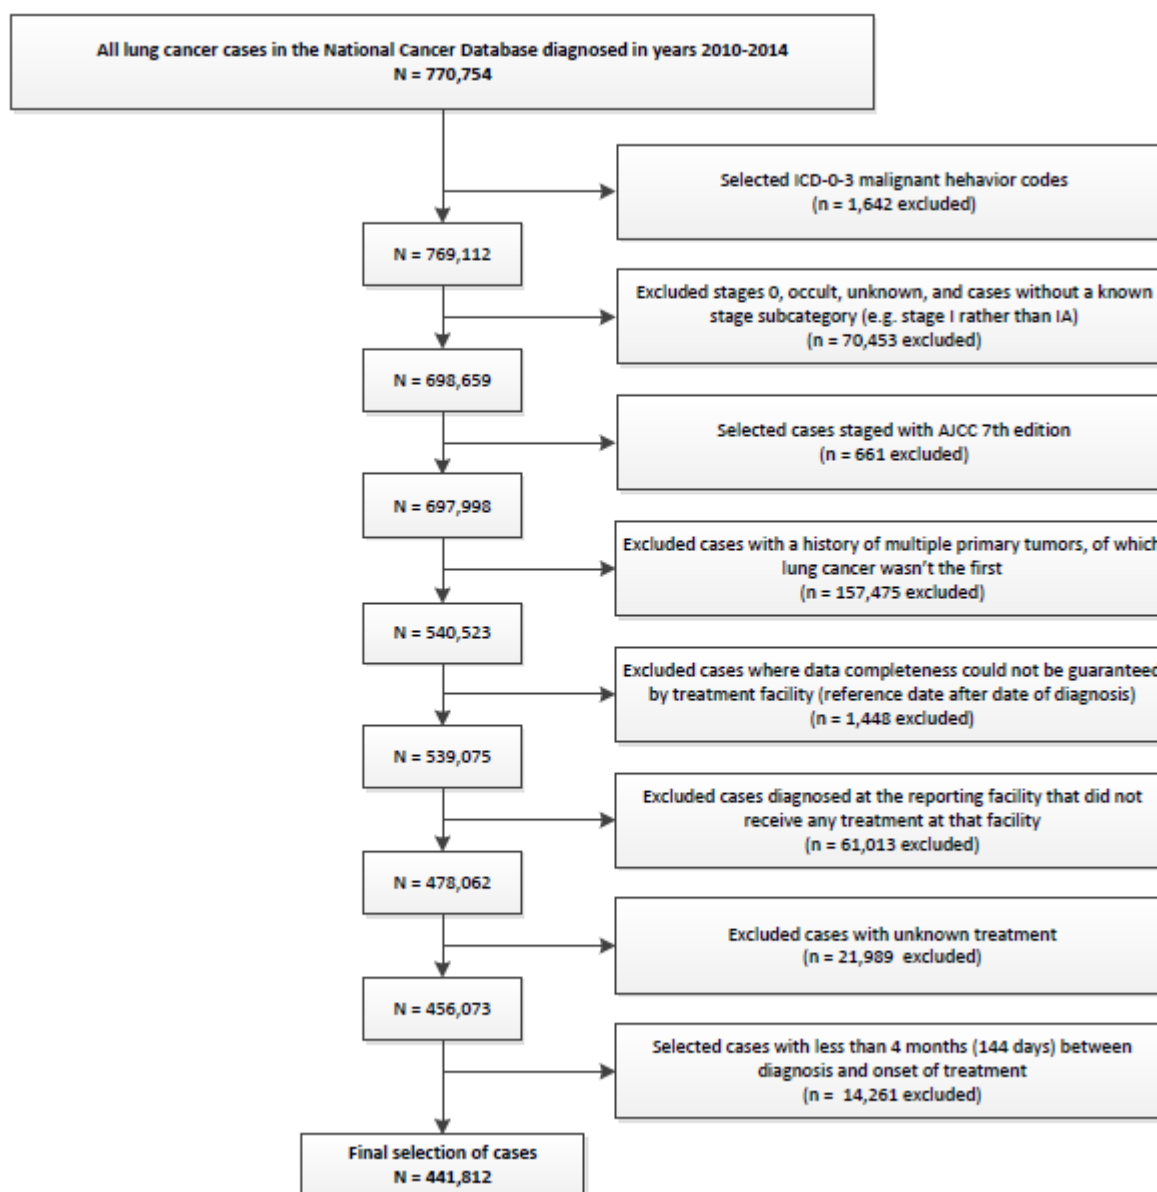 All lung cancer cases in the National Cancer Database diagnosed in years 2010-2014
N = 770,754
Selected ICD-0-3 malignant hehavior codes
(n = 1,642 excluded)
N = 769,112
Excluded stages 0, occult, unknown, and cases without a known
stage subcategory (e.g. stage I rather than IA)
(n = 70,453 excluded)
N = 698,659
Selected cases staged with AJCC 7th edition
(n = 661 excluded)
N = 697,998
Excluded cases with a history of multiple primary tumors, of which
lung cancer wasn't the first
(n = 157,475 excluded)
N = 540,523
Excluded cases where data completeness could not be guaranteed
by treatment facility (reference date after date of diagnosis)
(n = 1,448 excluded)
N = 539,075
Excluded cases diagnosed at the reporting facility that did not
receive any treatment at that facility
(n = 61,013 excluded)
N = 478,062
Excluded cases with unknown treatment
(n = 21,989 excluded)
N = 456,073
Selected cases with less than 4 months (144 days) between
diagnosis and onset of treatment
(n = 14,261 excluded)
Final selection of cases
N = 441,812